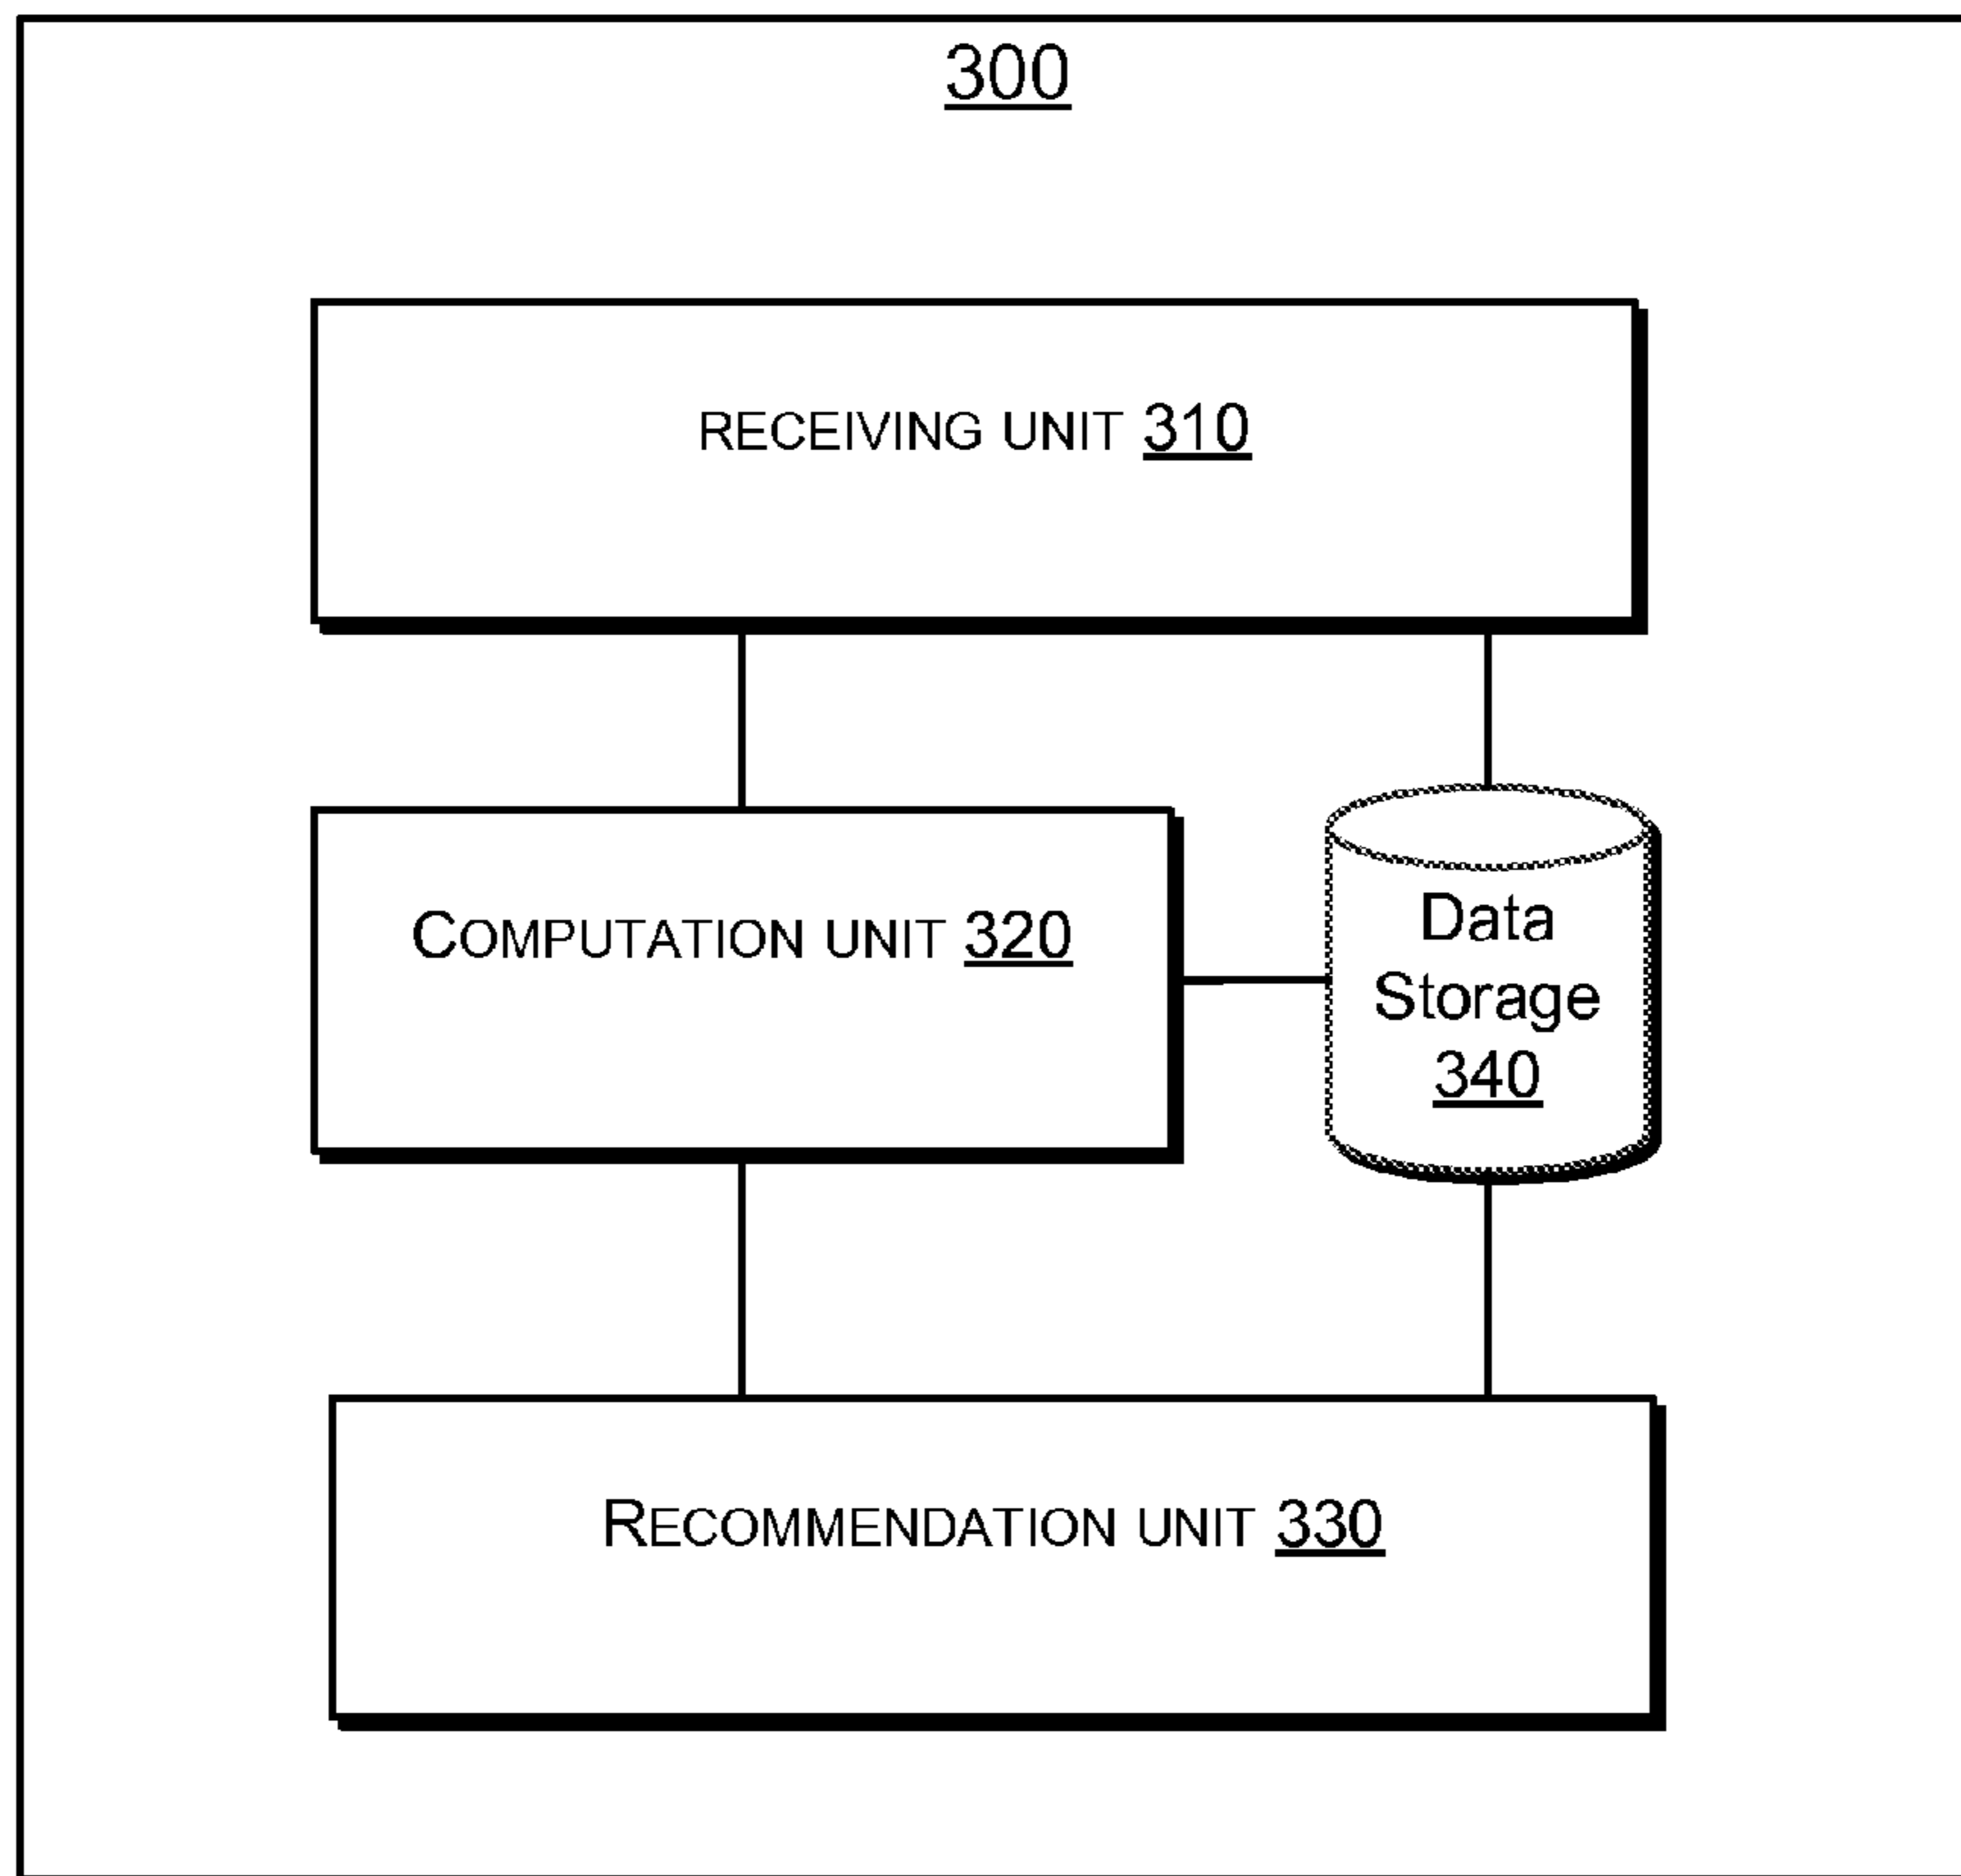 300
RECEIVING UNIT 310
COMPUTATION UNIT 320
Data
Storage
340
RECOMMENDATION UNIT 330